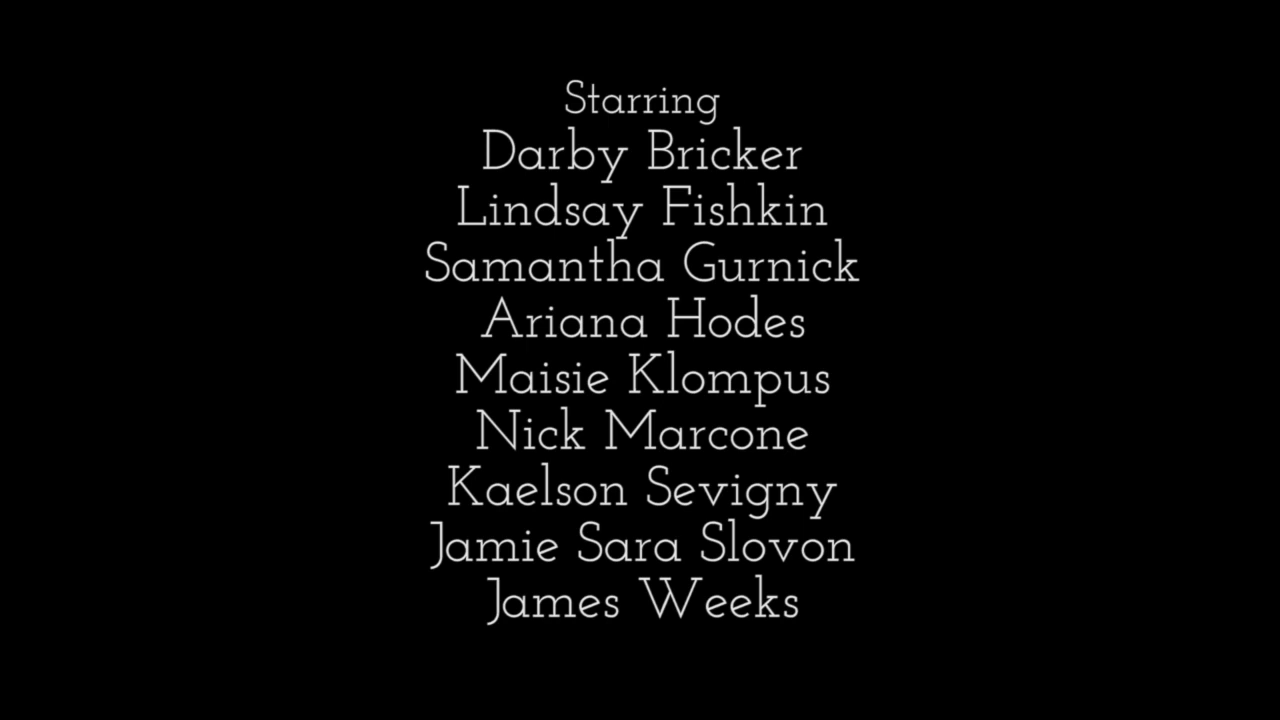 Starring
Darby Bricker
Lindsay Fishkin
Samantha Gurnick
Ariana Hodes
Maisie Klompus
Nick Marcone
Kaelson Sevigny
Jamie Sara Slovon
James Weeks